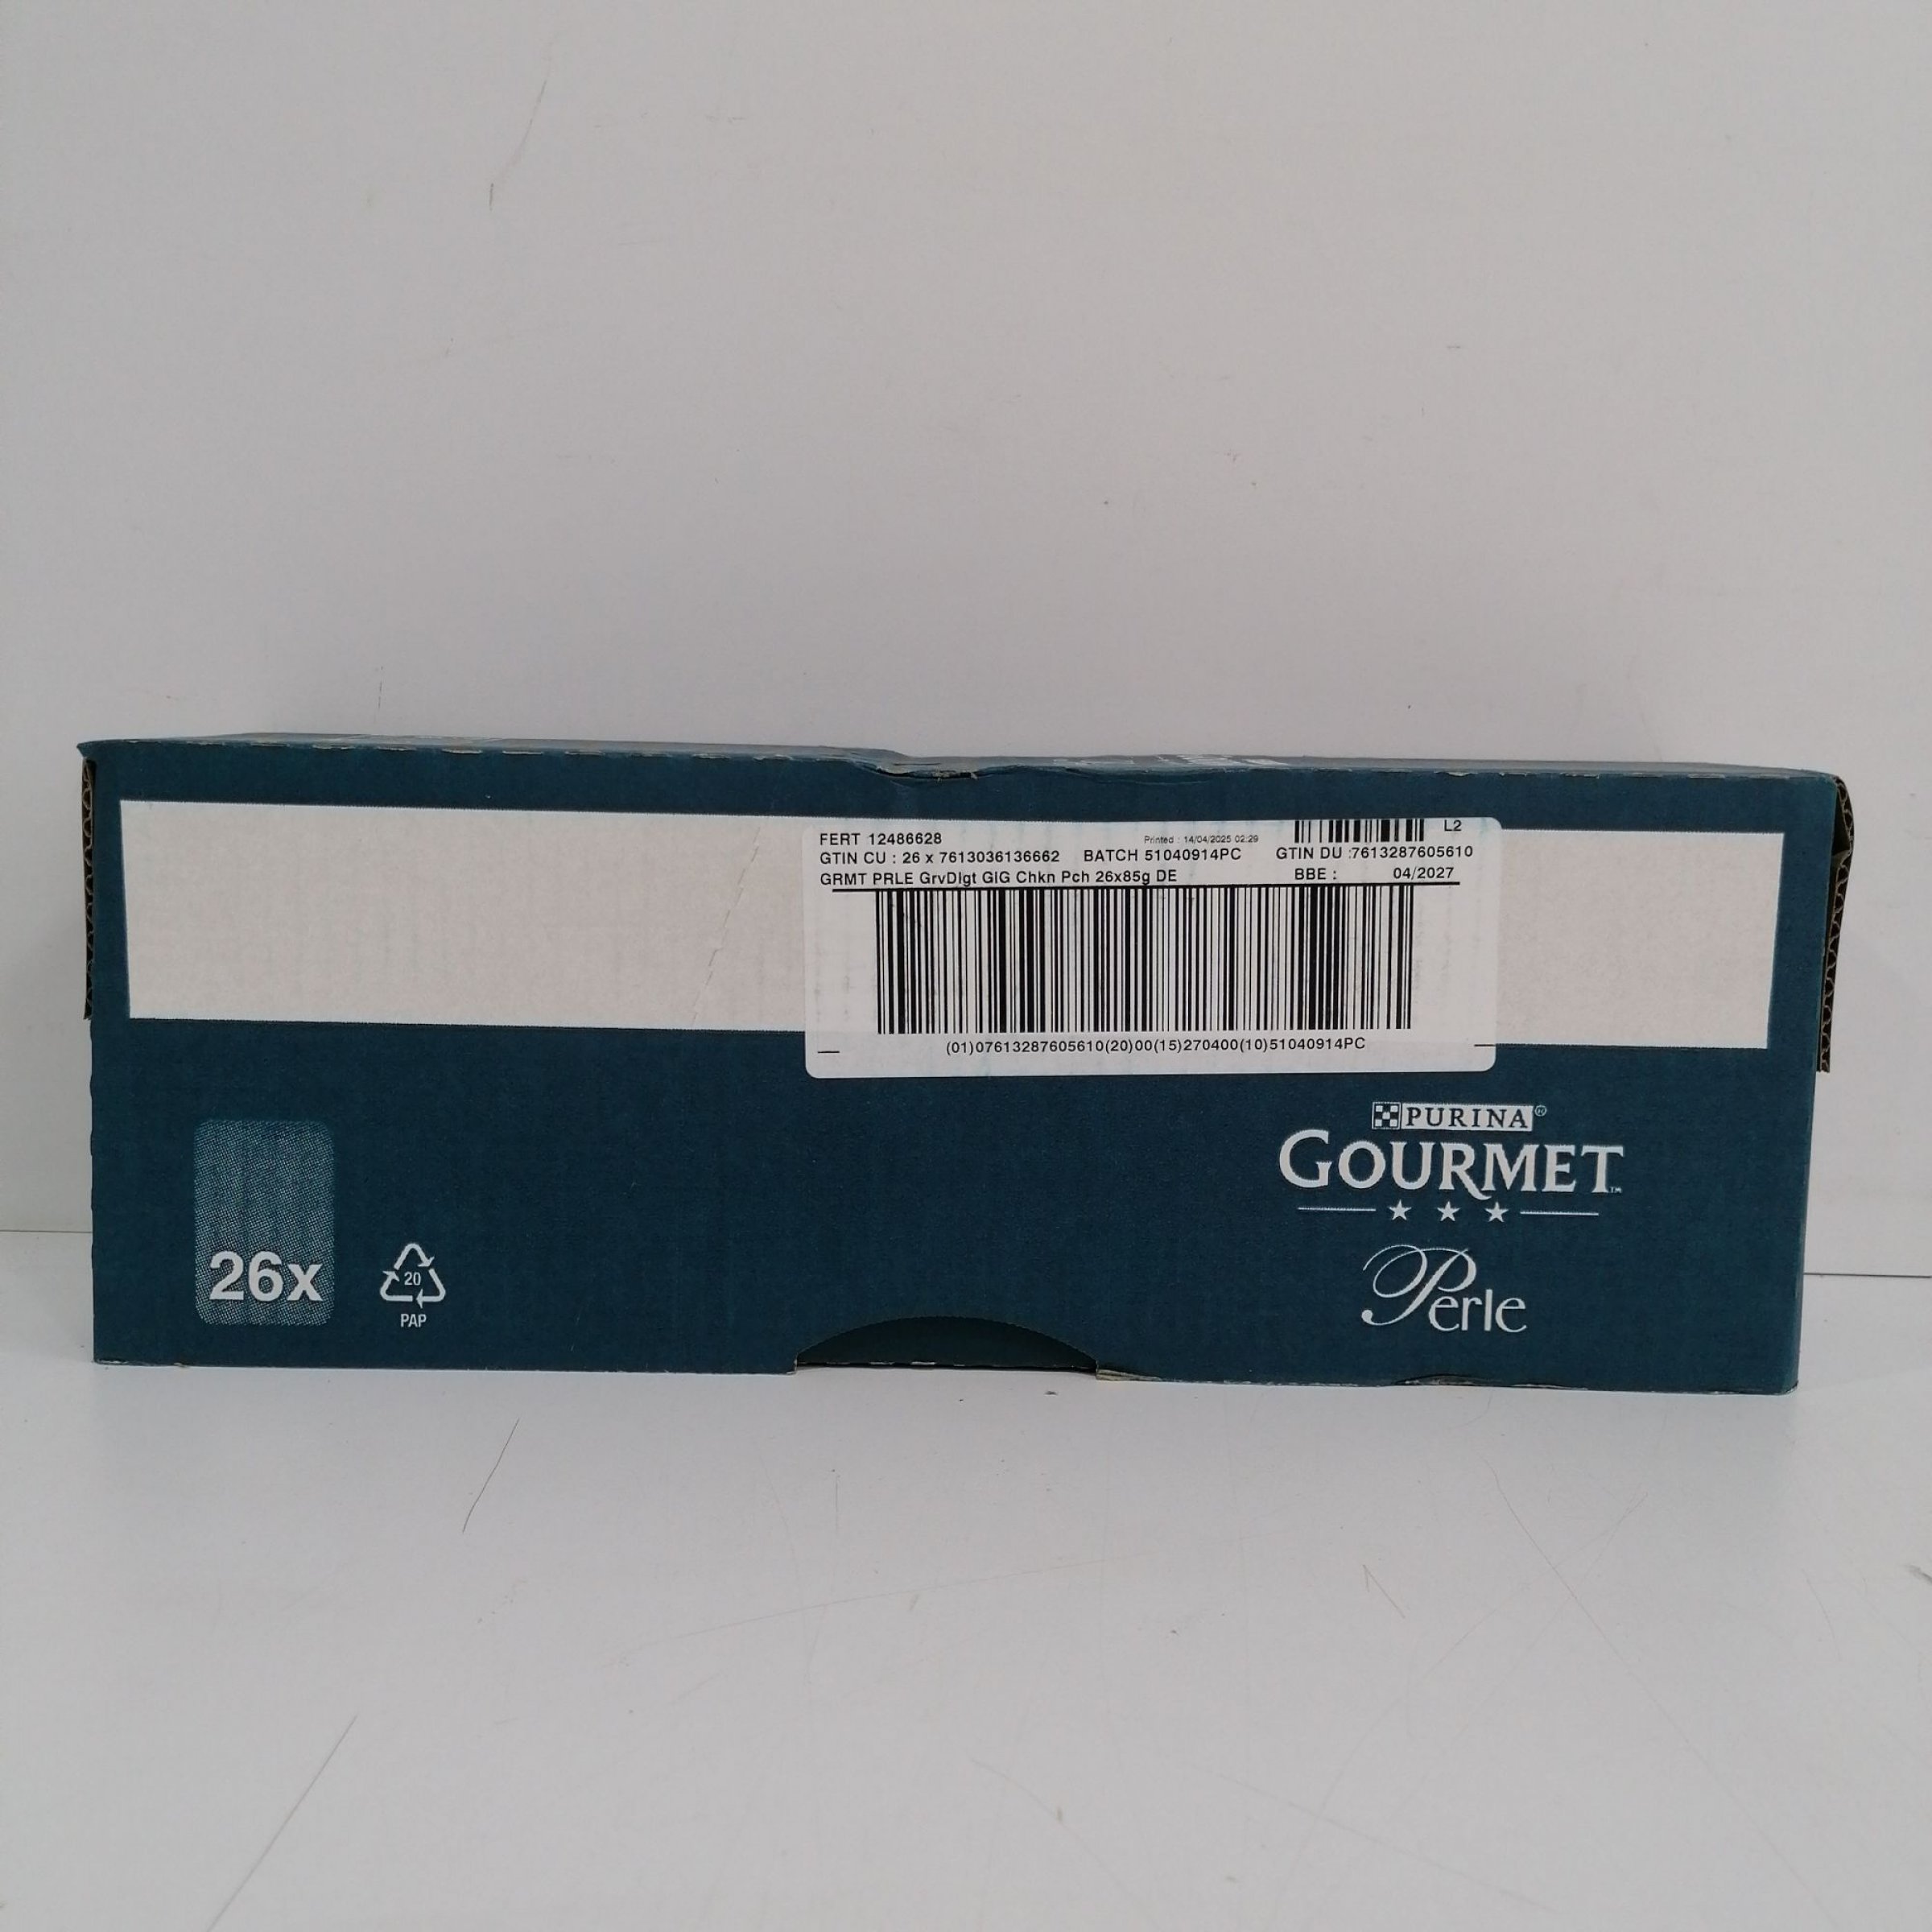 FERT 12486628
Printed : 14/04/2025 02:29
L2
GTIN CU : 26 x 7613036136662 BATCH 51040914PC GTIN DU :7613287605610
GRMT PRLE GrvDlgt GIG Chkn Pch 26x85g DE BBE : 04/2027
(01)07613287605610(20)00(15)270400(10)51040914PC
PURINA®
GOURMET™
Perle
26x
20
PAP